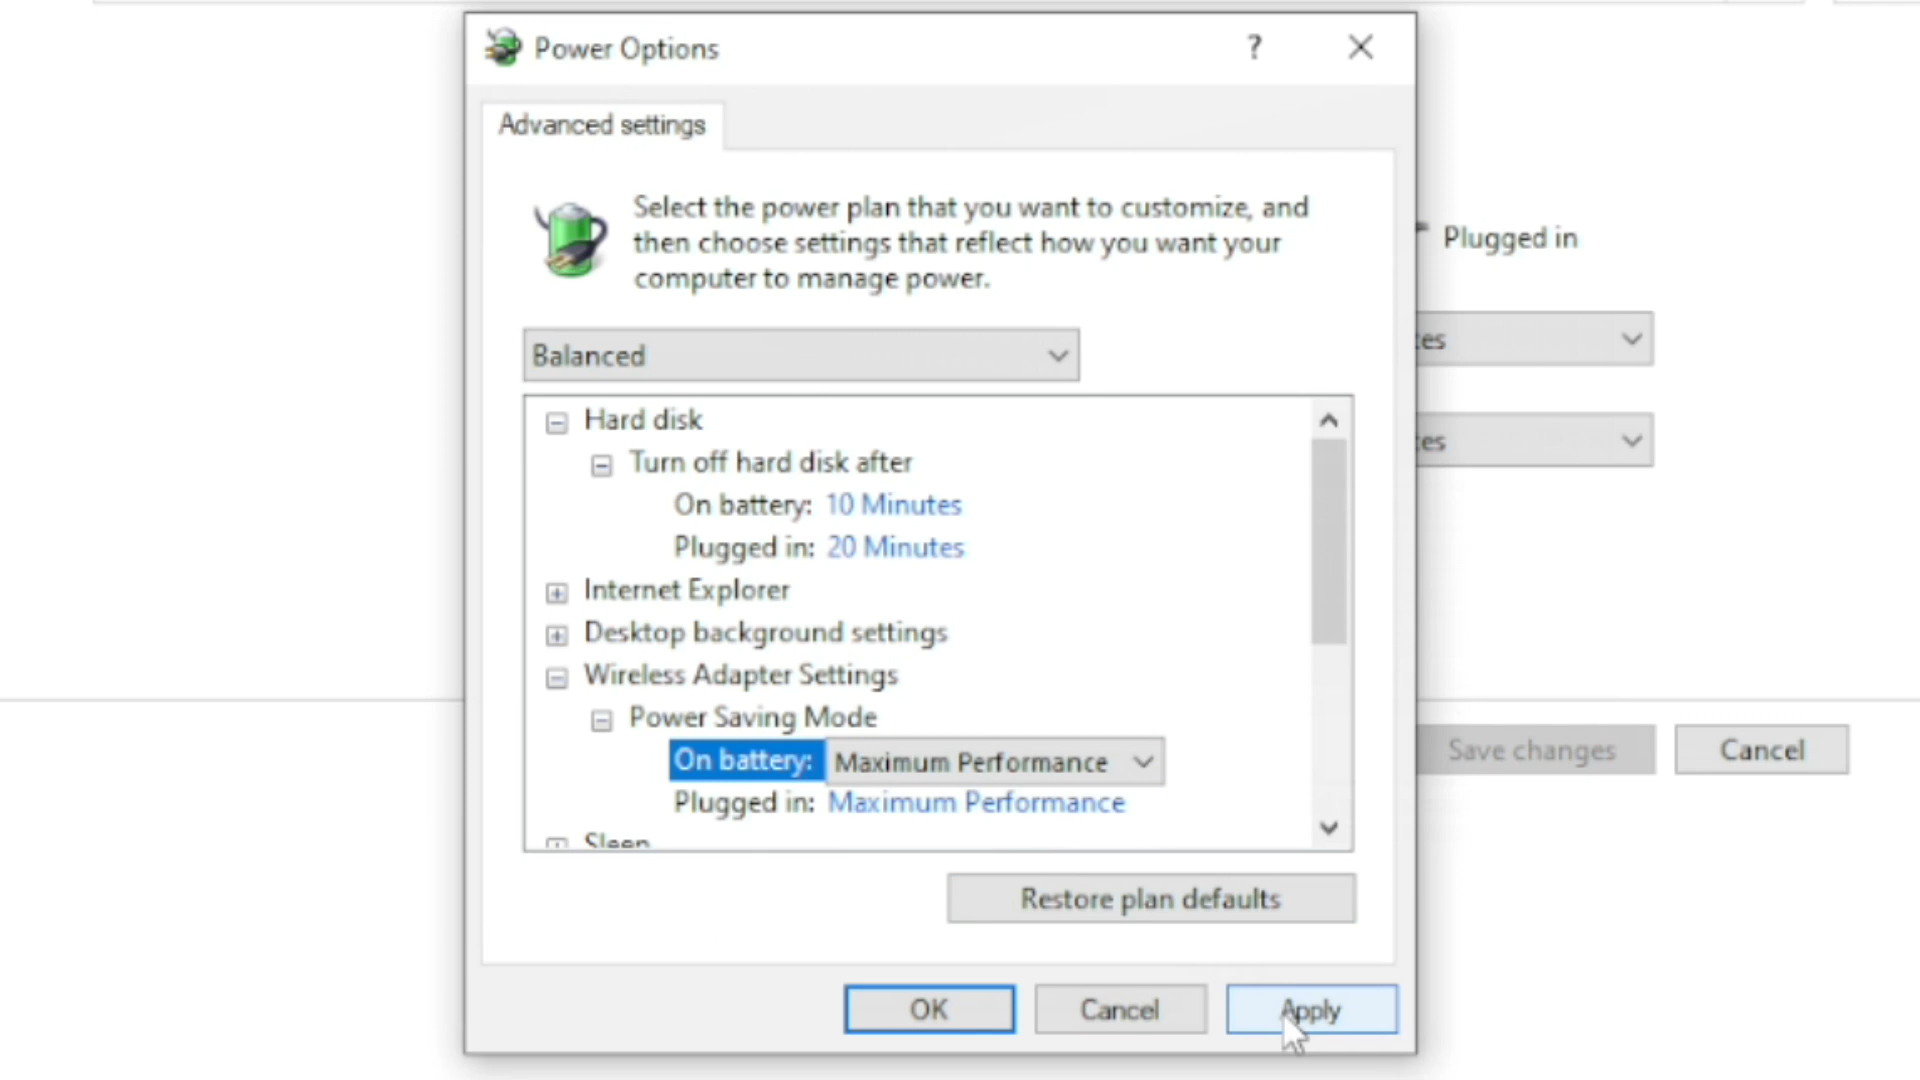 Power Options
?
Advanced settings
Select the power plan that you want to customize, and
then choose settings that reflect how you want your
computer to manage power.
Balanced
Hard disk
Turn off hard disk after
On battery: 10 Minutes
Plugged in: 20 Minutes
Internet Explorer
Desktop background settings
Wireless Adapter Settings
Power Saving Mode
On battery: Maximum Performance
Plugged in: Maximum Performance
Sleep
Restore plan defaults
OK
Cancel
Apply
Plugged in
tes
tes
Save changes
Cancel